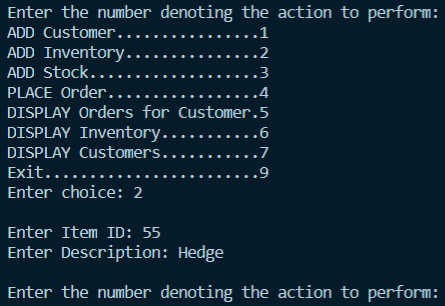 Enter the number denoting the action to perform:
ADD Customer................1
ADD Inventory...............2
ADD Stock...................3
PLACE Order.................4
DISPLAY Orders for Customer.5
DISPLAY Inventory...........6
DISPLAY Customers...........7
Exit........................9
Enter choice: 2
Enter Item ID: 55
Enter Description: Hedge
Enter the number denoting the action to perform: